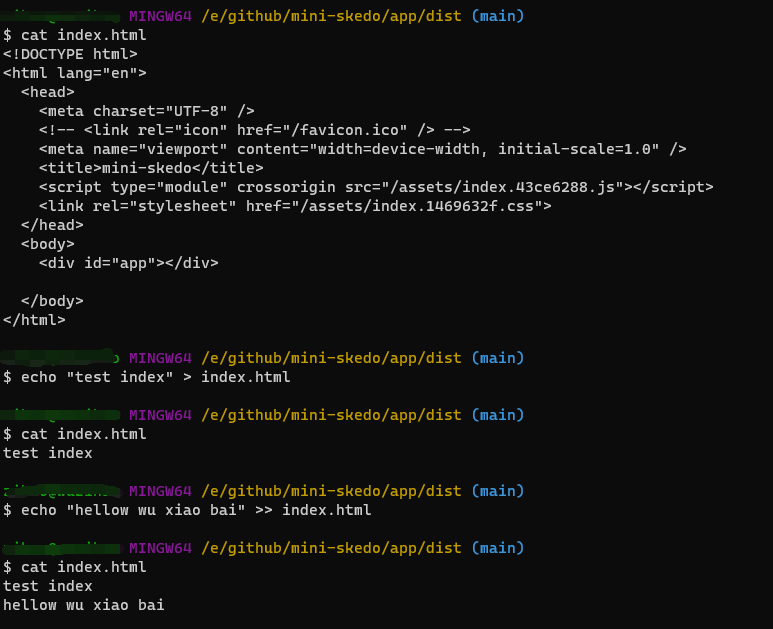 MINGW64 /e/github/mini-skedo/app/dist (main)
$ cat index.html
<!DOCTYPE html>
<html lang="en">
  <head>
    <meta charset="UTF-8" />
    <!-- <link rel="icon" href="/favicon.ico" /> -->
    <meta name="viewport" content="width=device-width, initial-scale=1.0" />
    <title>mini-skedo</title>
    <script type="module" crossorigin src="/assets/index.43ce6288.js"></script>
    <link rel="stylesheet" href="/assets/index.1469632f.css">
  </head>
  <body>
    <div id="app"></div>

  </body>
</html>

MINGW64 /e/github/mini-skedo/app/dist (main)
$ echo "test index" > index.html

MINGW64 /e/github/mini-skedo/app/dist (main)
$ cat index.html
test index

MINGW64 /e/github/mini-skedo/app/dist (main)
$ echo "hellow wu xiao bai" >> index.html

MINGW64 /e/github/mini-skedo/app/dist (main)
$ cat index.html
test index
hellow wu xiao bai